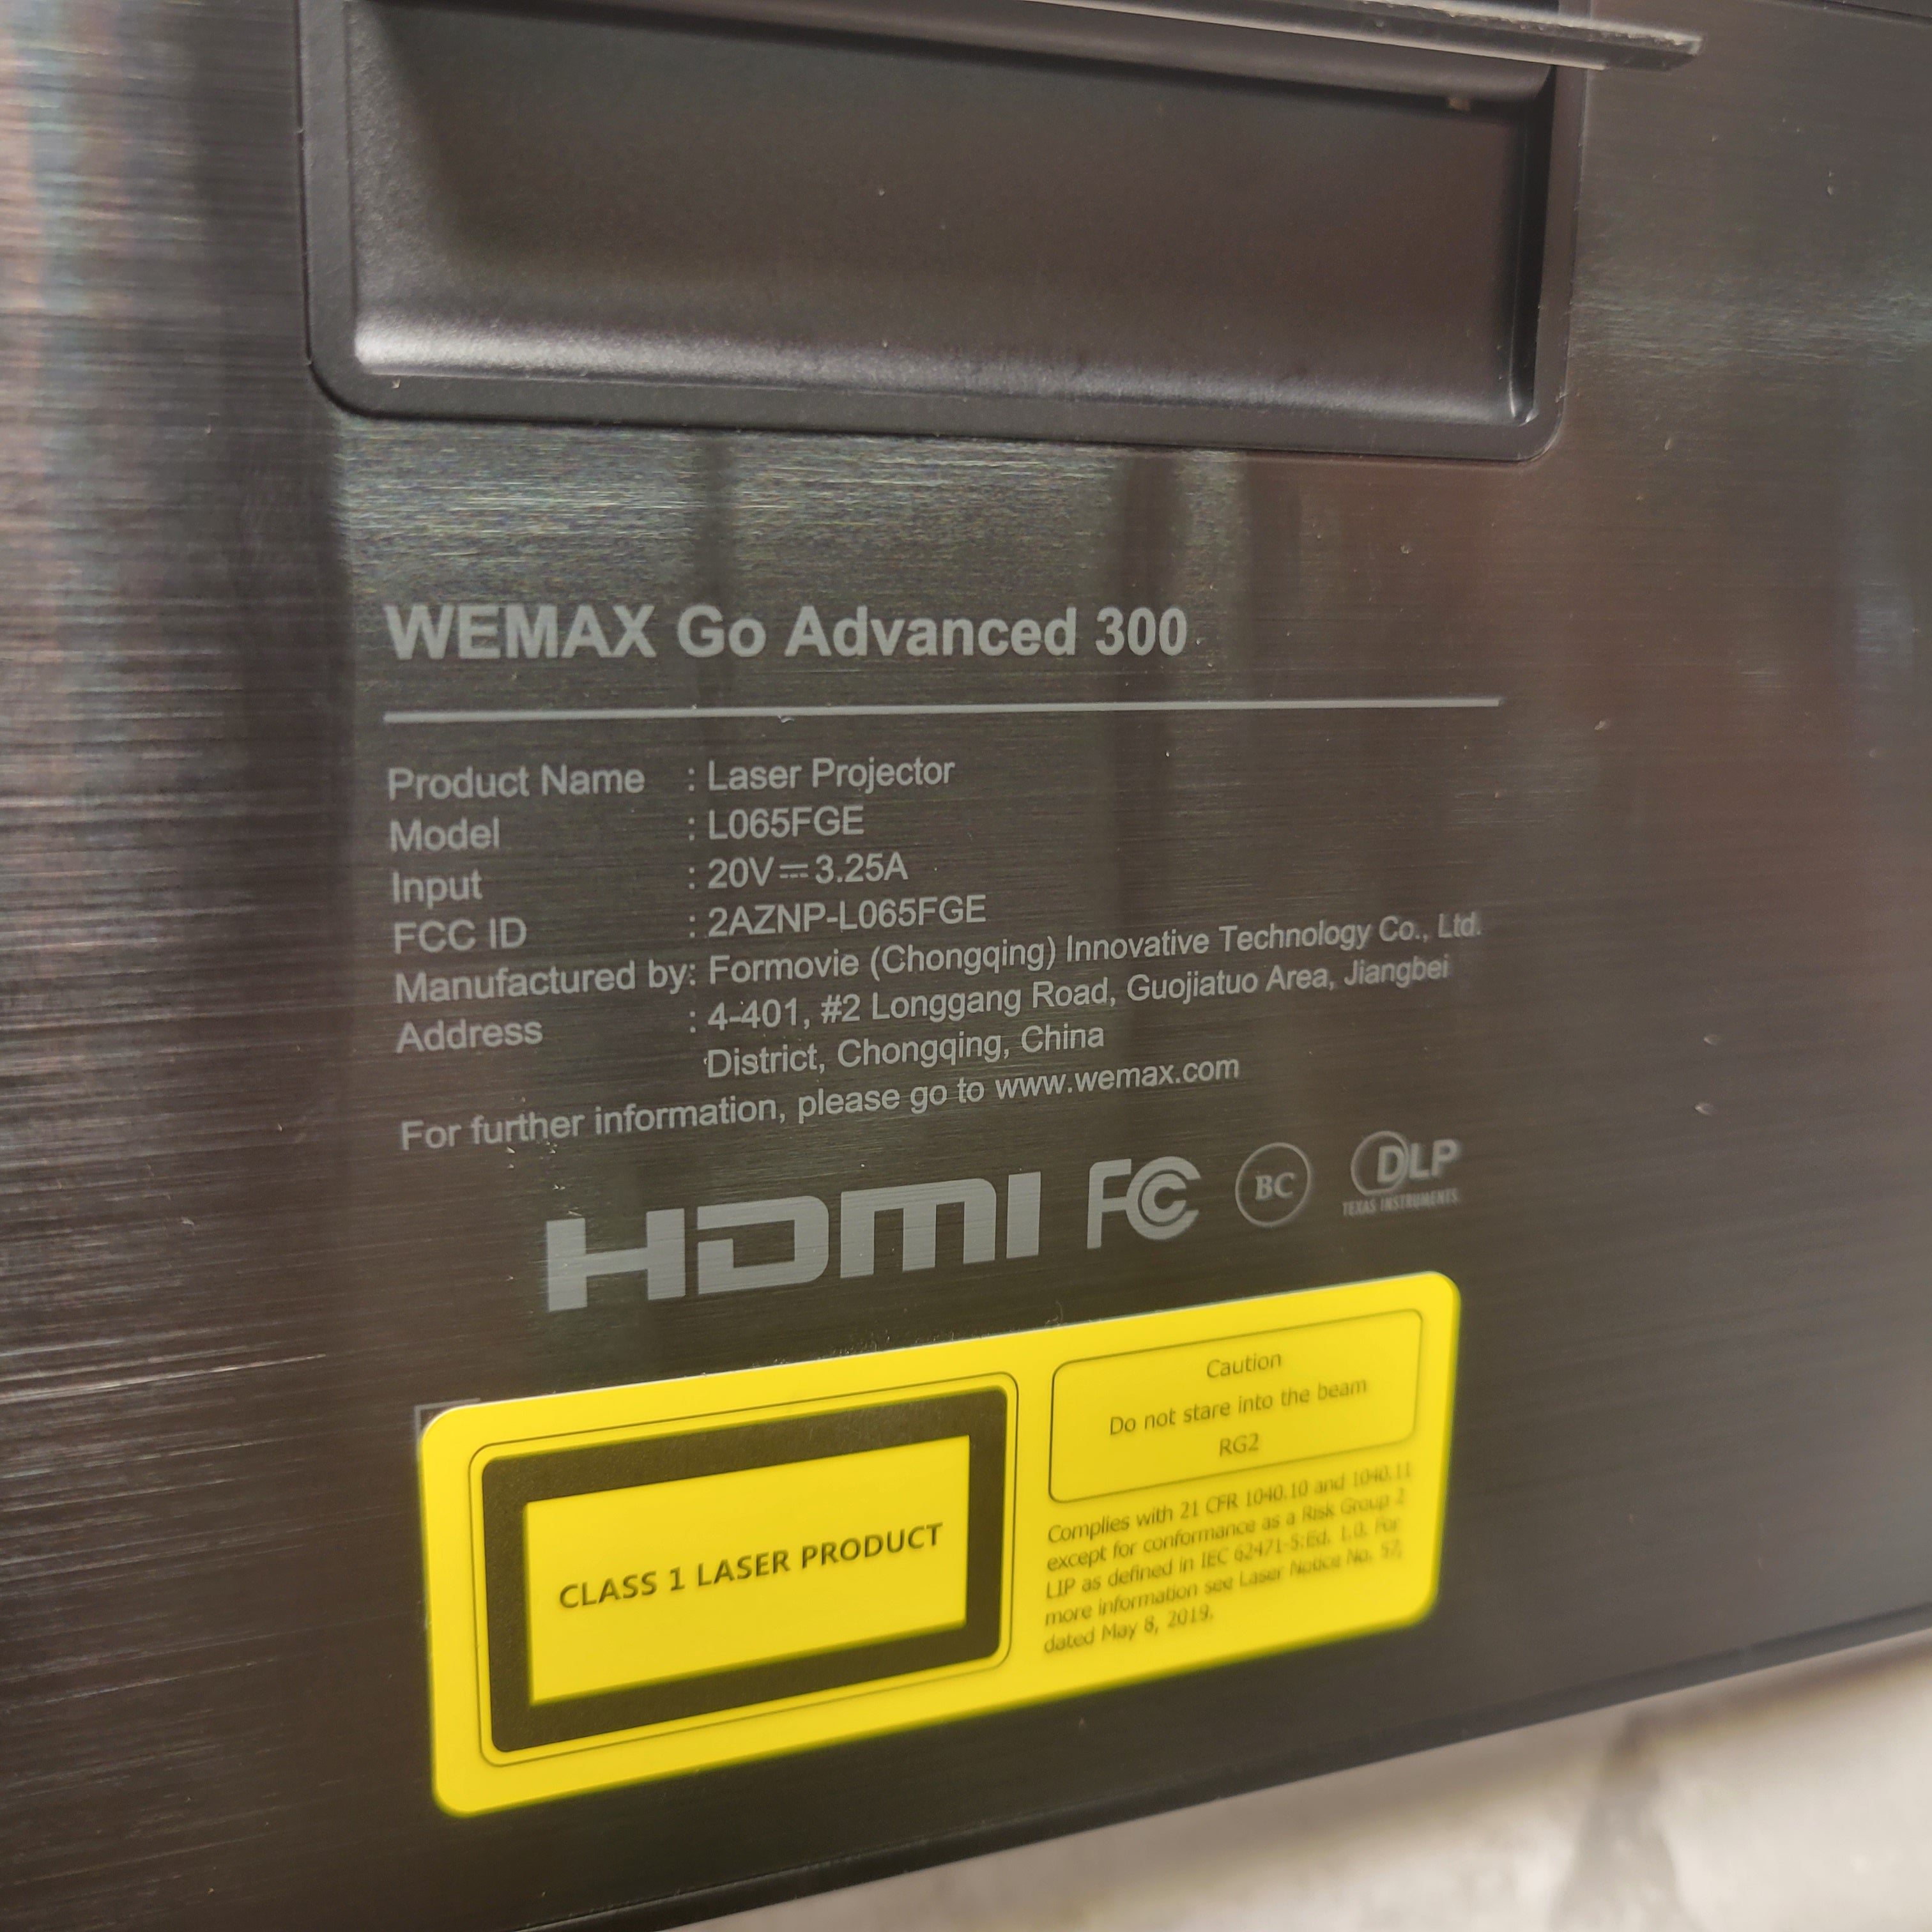 WEMAX Go Advanced 300
Product Name : Laser Projector
Model : L065FGE
Input : 20V⎓3.25A
FCC ID : 2AZNP-L065FGE
Manufactured by: Formovie (Chongqing) Innovative Technology Co., Ltd.
Address : 4-401, #2 Longgang Road, Guojiatuo Area, Jiangbei
District, Chongqing, China
For further information, please go to www.wemax.com
HDMI FC BC DLP
TEXAS INSTRUMENTS
CLASS 1 LASER PRODUCT
Caution
Do not stare into the beam
RG2
Complies with 21 CFR 1040.10 and 1040.11
except for conformance as a Risk Group 2
LIP as defined in IEC 62471-5:Ed. 1.0. For
more information see Laser Notice No. 57,
dated May 8, 2019.